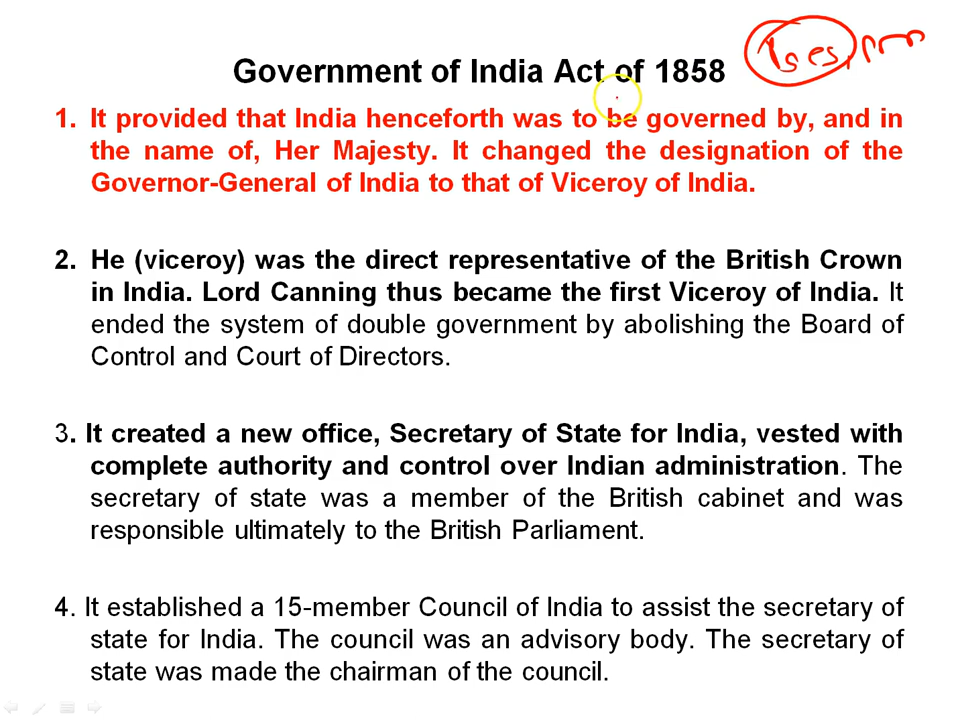 Government of India Act of 1858
1. It provided that India henceforth was to be governed by, and in
the name of, Her Majesty. It changed the designation of the
Governor-General of India to that of Viceroy of India.
2. He (viceroy) was the direct representative of the British Crown
in India. Lord Canning thus became the first Viceroy of India. It
ended the system of double government by abolishing the Board of
Control and Court of Directors.
3. It created a new office, Secretary of State for India, vested with
complete authority and control over Indian administration. The
secretary of state was a member of the British cabinet and was
responsible ultimately to the British Parliament.
4. It established a 15-member Council of India to assist the secretary of
state for India. The council was an advisory body. The secretary of
state was made the chairman of the council.